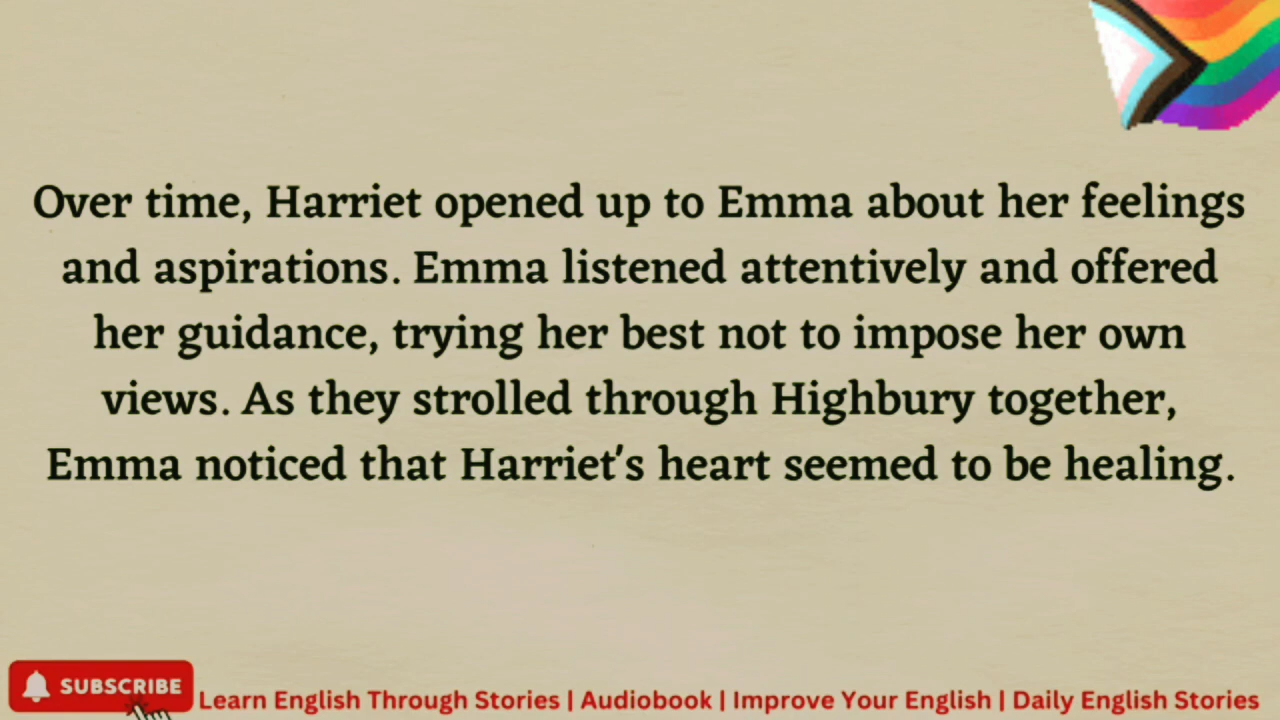 Over time, Harriet opened up to Emma about her feelings
and aspirations. Emma listened attentively and offered
her guidance, trying her best not to impose her own
views. As they strolled through Highbury together,
Emma noticed that Harriet's heart seemed to be healing.
SUBSCRIBE
Learn English Through Stories | Audiobook | Improve Your English | Daily English Stories